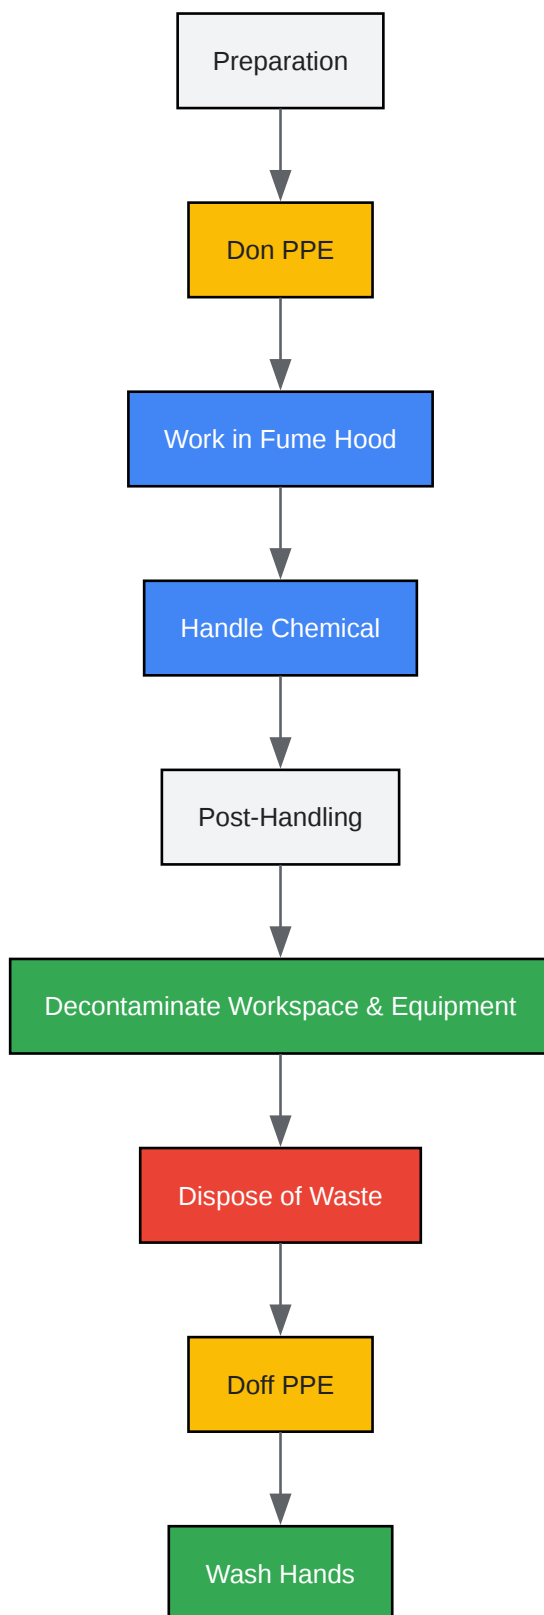 Preparation
Don PPE
Work in Fume Hood
Handle Chemical
Post-Handling
Decontaminate Workspace & Equipment
Dispose of Waste
Doff PPE
Wash Hands